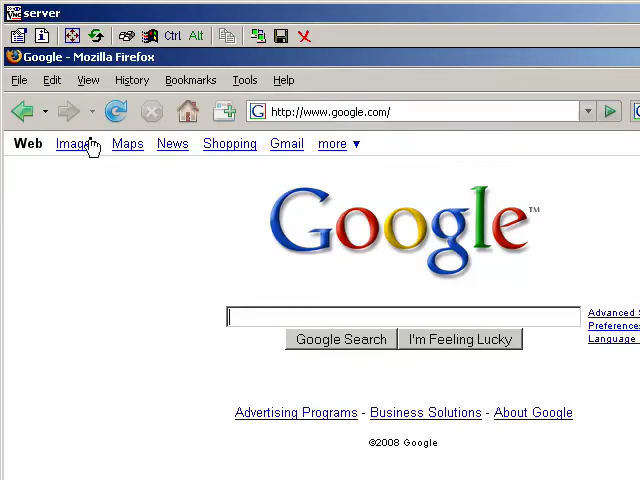 server
Ctrl Alt
Google - Mozilla Firefox
File Edit View History Bookmarks Tools Help
G http://www.google.com/
Web Maps News Shopping Gmail more ▼
Google™
Advanced
Preference
Language
Google Search I'm Feeling Lucky
Advertising Programs - Business Solutions - About Google
©2008 Google